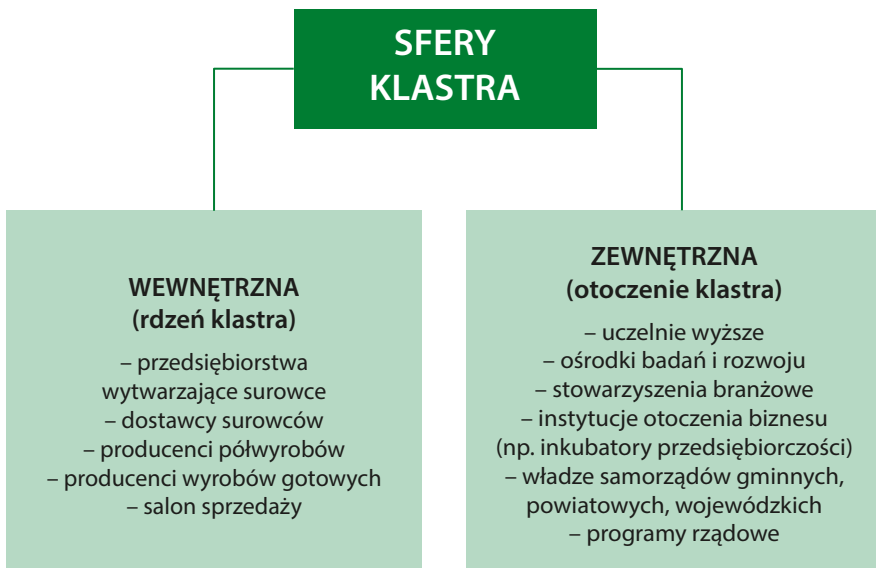 SFERY
KLASTRA
WEWNĘTRZNA
(rdzeń klastra)
– przedsiębiorstwa
wytwarzające surowce
– dostawcy surowców
– producenci półwyrobów
– producenci wyrobów gotowych
– salon sprzedaży
ZEWNĘTRZNA
(otoczenie klastra)
– uczelnie wyższe
– ośrodki badań i rozwoju
– stowarzyszenia branżowe
– instytucje otoczenia biznesu
(np. inkubatory przedsiębiorczości)
– władze samorządów gminnych,
powiatowych, wojewódzkich
– programy rządowe